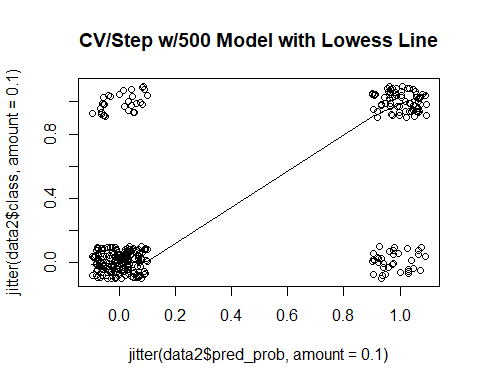 CV/Step w/500 Model with Lowess Line
jitter(data2$class, amount = 0.1)
0.8
0.4
0.0
0.0 0.2 0.4 0.6 0.8 1.0
jitter(data2$pred_prob, amount = 0.1)